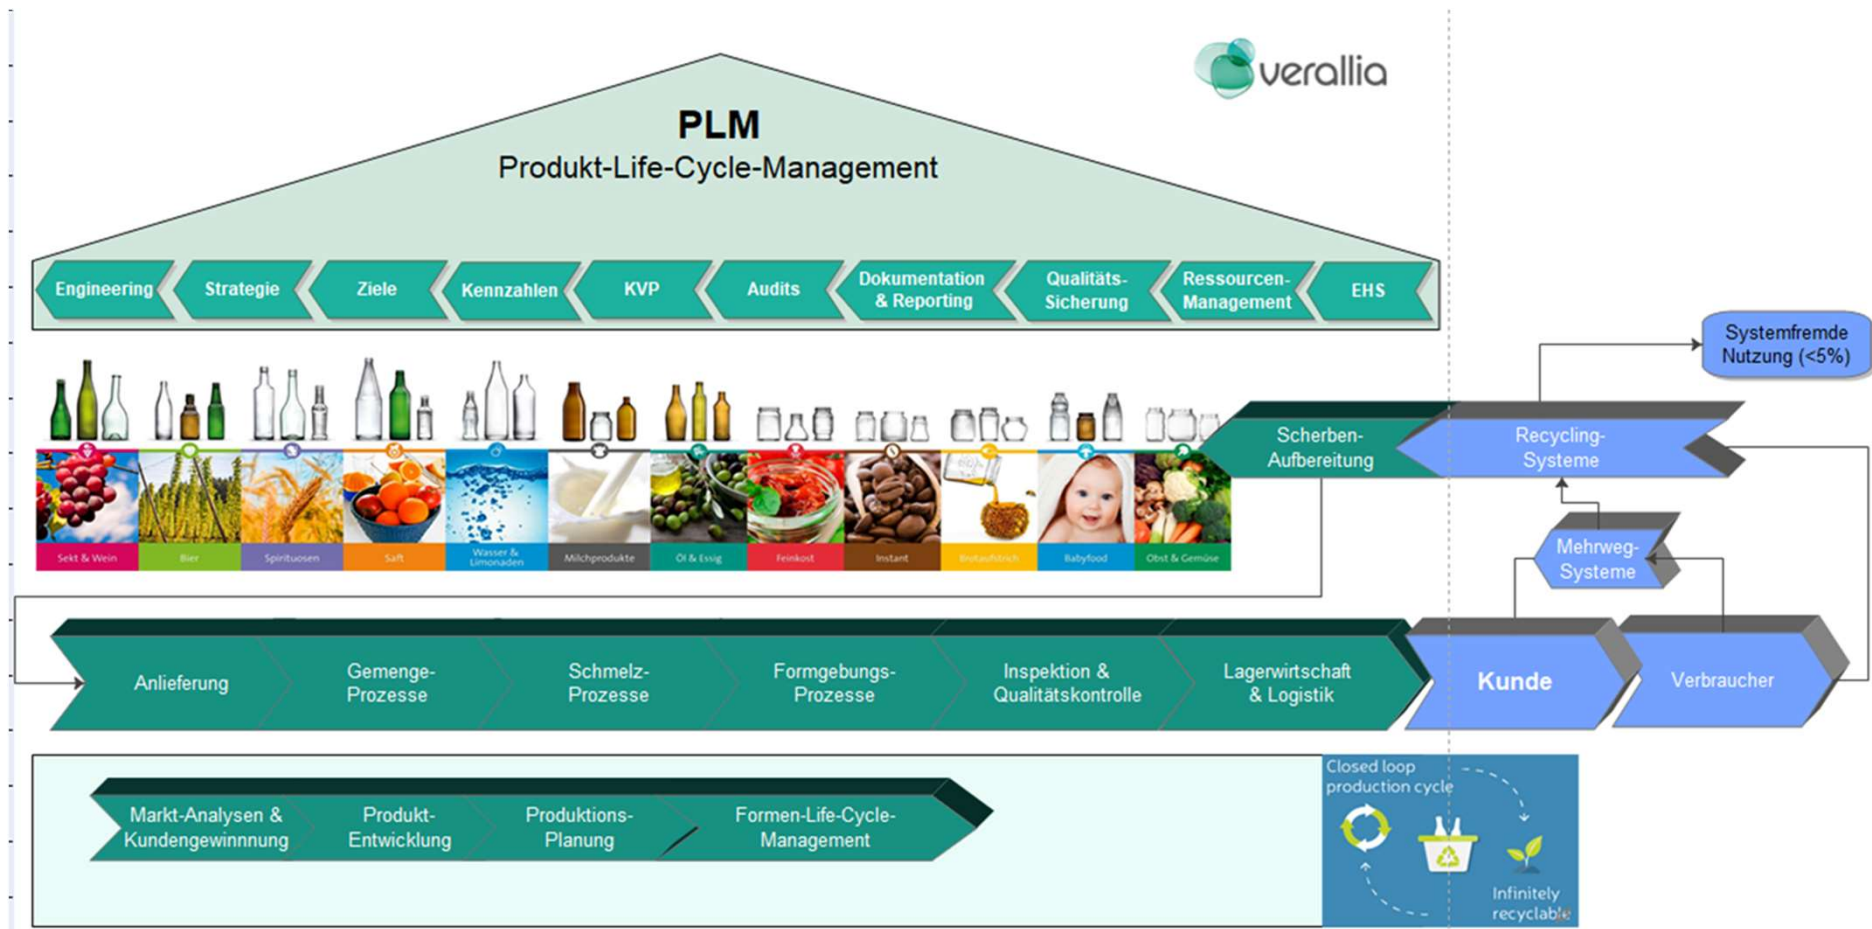 verallia
PLM
Produkt-Life-Cycle-Management
Engineering
Strategie
Ziele
Kennzahlen
KVP
Audits
Dokumentation
& Reporting
Qualitäts-
Sicherung
Ressourcen-
Management
EHS
Systemfremde
Nutzung (<5%)
Scherben-
Aufbereitung
Recycling-
Systeme
Mehrweg-
Systeme
Sekt & Wein
Bier
Spirituosen
Saft
Wasser &
Limonaden
Milchprodukte
Öl & Essig
Feinkost
Instant
Brotaufstrich
Babyfood
Obst & Gemüse
Anlieferung
Gemenge-
Prozesse
Schmelz-
Prozesse
Formgebungs-
Prozesse
Inspektion &
Qualitätskontrolle
Lagerwirtschaft
& Logistik
Kunde
Verbraucher
Markt-Analysen &
Kundengewinnnung
Produkt-
Entwicklung
Produktions-
Planung
Formen-Life-Cycle-
Management
Closed loop
production cycle
Infinitely
recyclable